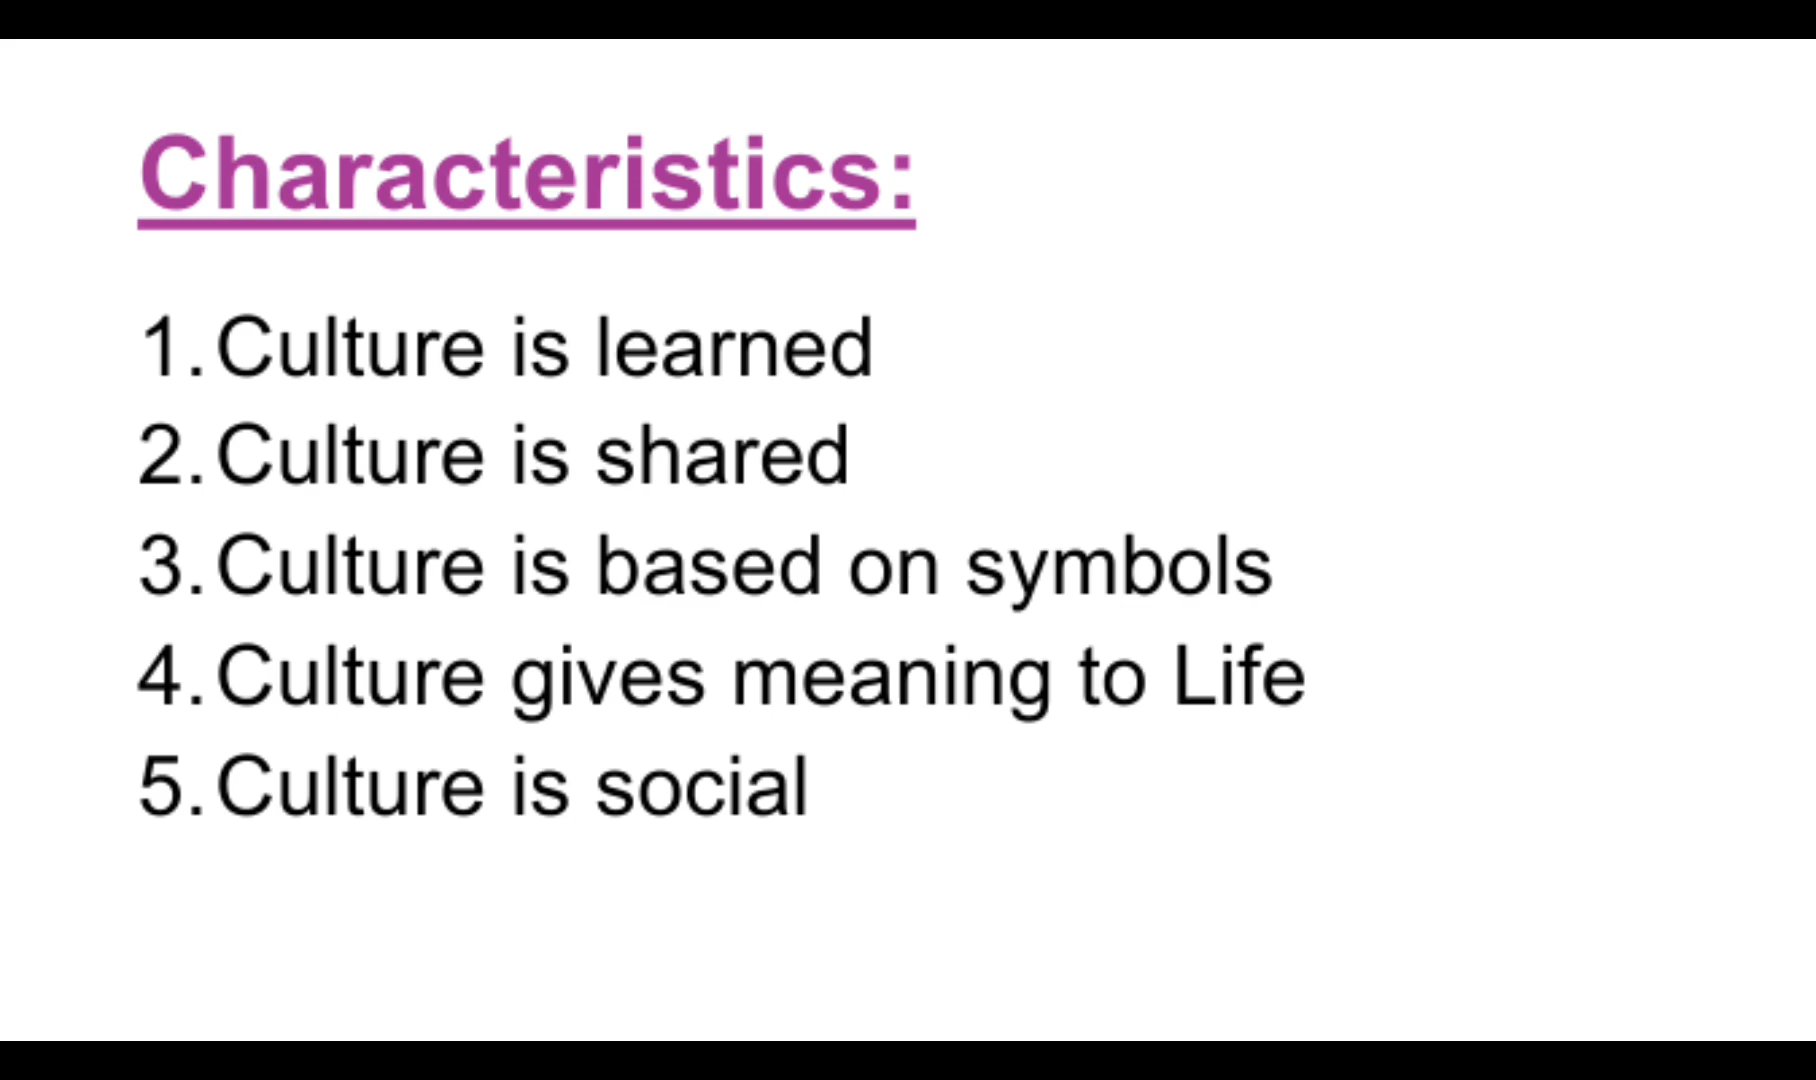 Characteristics:
1. Culture is learned
2. Culture is shared
3. Culture is based on symbols
4. Culture gives meaning to Life
5. Culture is social